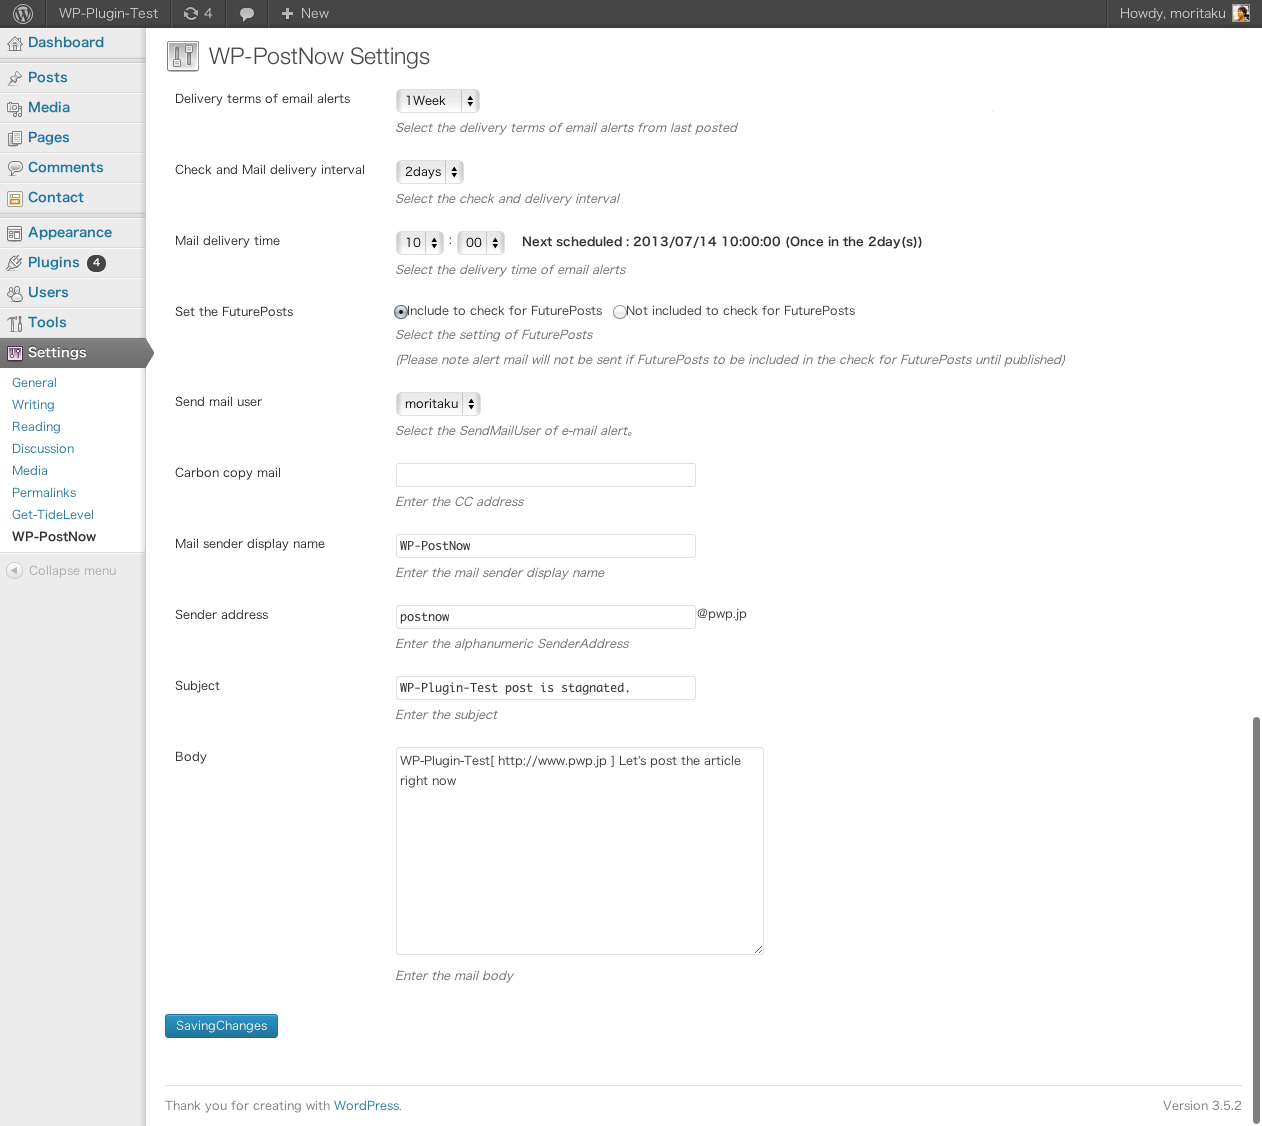 WP-Plugin-Test 4 New Howdy, moritaku
Dashboard
Posts
Media
Pages
Comments
Contact
Appearance
Plugins 4
Users
Tools
Settings
General
Writing
Reading
Discussion
Media
Permalinks
Get-TideLevel
WP-PostNow
Collapse menu
WP-PostNow Settings
Delivery terms of email alerts 1Week
Select the delivery terms of email alerts from last posted
Check and Mail delivery interval 2days
Select the check and delivery interval
Mail delivery time 10 : 00 Next scheduled : 2013/07/14 10:00:00 (Once in the 2day(s))
Select the delivery time of email alerts
Set the FuturePosts Include to check for FuturePosts Not included to check for FuturePosts
Select the setting of FuturePosts
(Please note alert mail will not be sent if FuturePosts to be included in the check for FuturePosts until published)
Send mail user moritaku
Select the SendMailUser of e-mail alert。
Carbon copy mail
Enter the CC address
Mail sender display name WP-PostNow
Enter the mail sender display name
Sender address postnow @pwp.jp
Enter the alphanumeric SenderAddress
Subject WP-Plugin-Test post is stagnated.
Enter the subject
Body WP-Plugin-Test[ http://www.pwp.jp ] Let's post the article
right now
Enter the mail body
SavingChanges
Thank you for creating with WordPress. Version 3.5.2